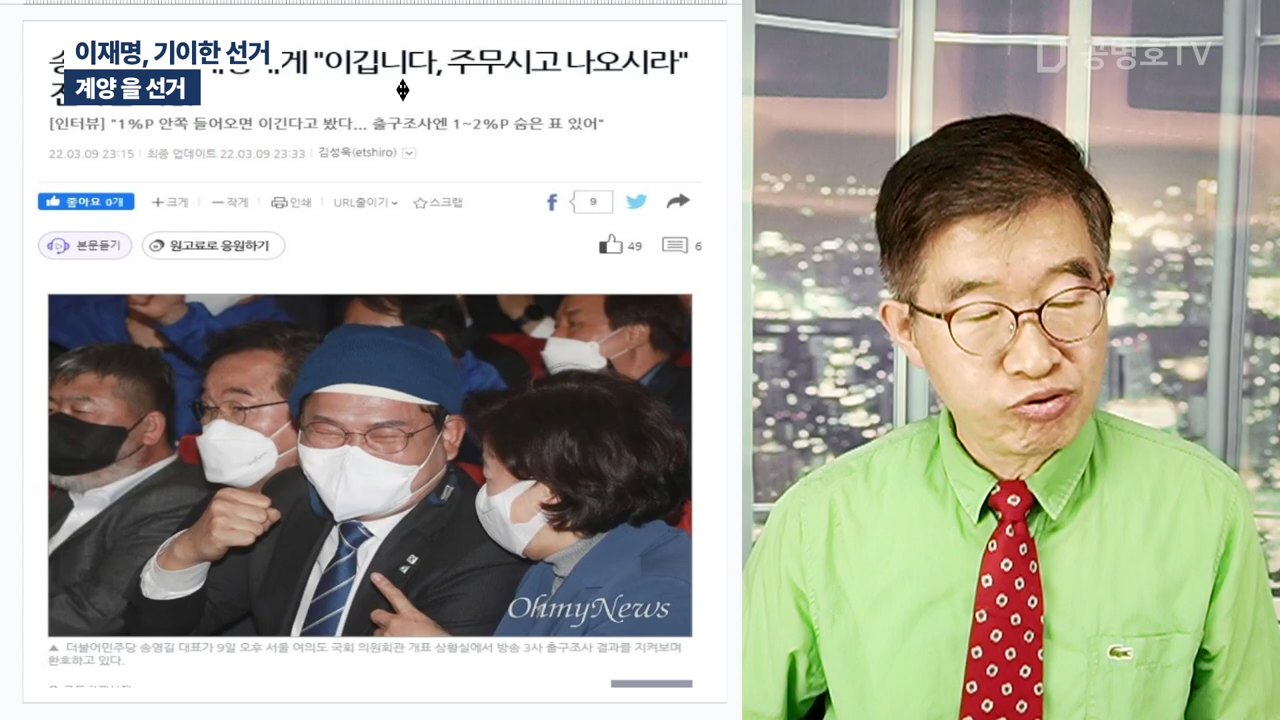 이재명, 기이한 선거
계양 을 선거
게 "이깁니다, 주무시고 나오시라"
[인터뷰] "1%P 안쪽 들어오면 이긴다고 봤다... 출구조사엔 1~2%P 숨은 표 있어"
22.03.09 23:15 | 최종 업데이트 22.03.09 23:33 | 김성욱(etshiro)
좋아요 0개 + 크게 - 작게 인쇄 URL줄이기 스크랩 9
본문듣기 원고료로 응원하기 49 6
OhmyNews
▲ 더불어민주당 송영길 대표가 9일 오후 서울 여의도 국회 의원회관 개표 상황실에서 방송 3사 출구조사 결과를 지켜보며
환호하고 있다.
공병호TV